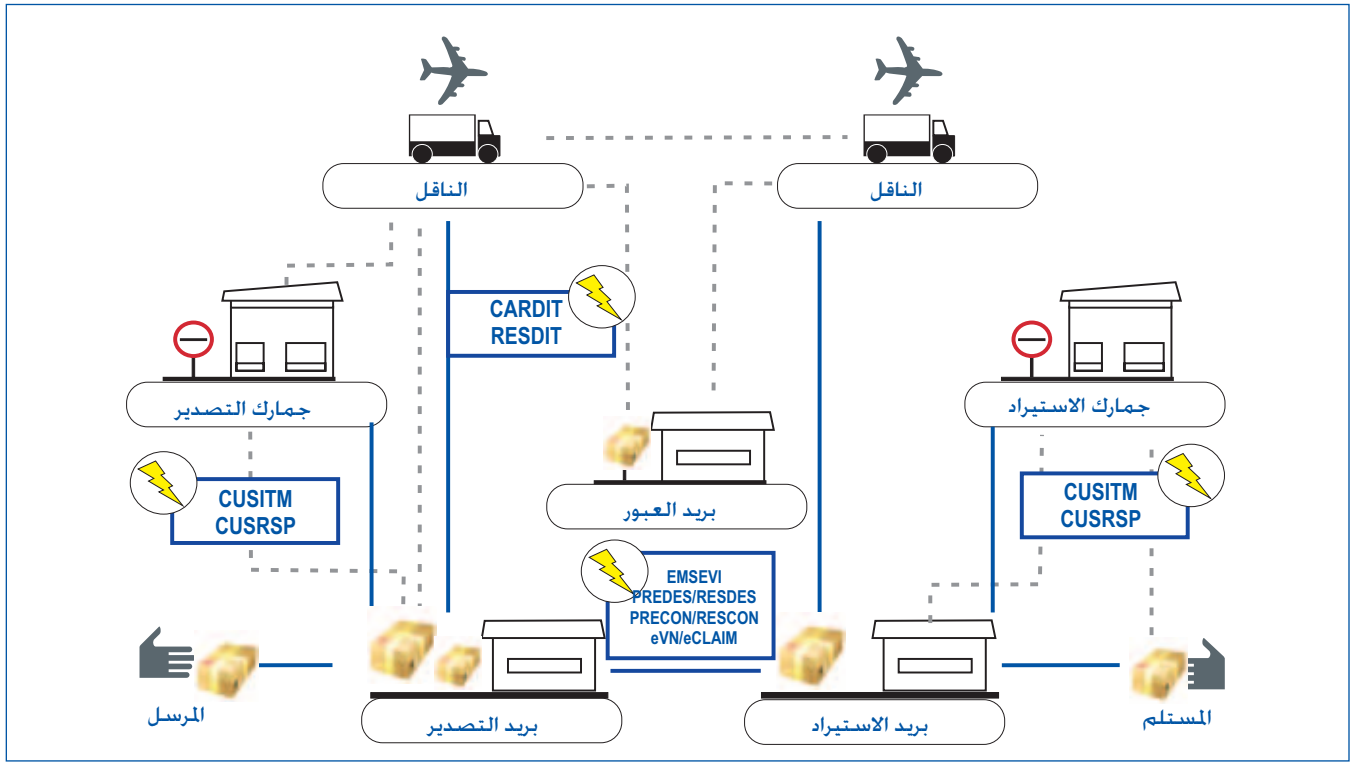 الناقل
الناقل
CARDIT
RESDIT
جمارك التصدير
جمارك الاستيراد
CUSITM
CUSRSP
بريد العبور
CUSITM
CUSRSP
EMSEVI
PREDES/RESDES
PRECON/RESCON
eVN/eCLAIM
المرسل
بريد التصدير
بريد الاستيراد
المستلم